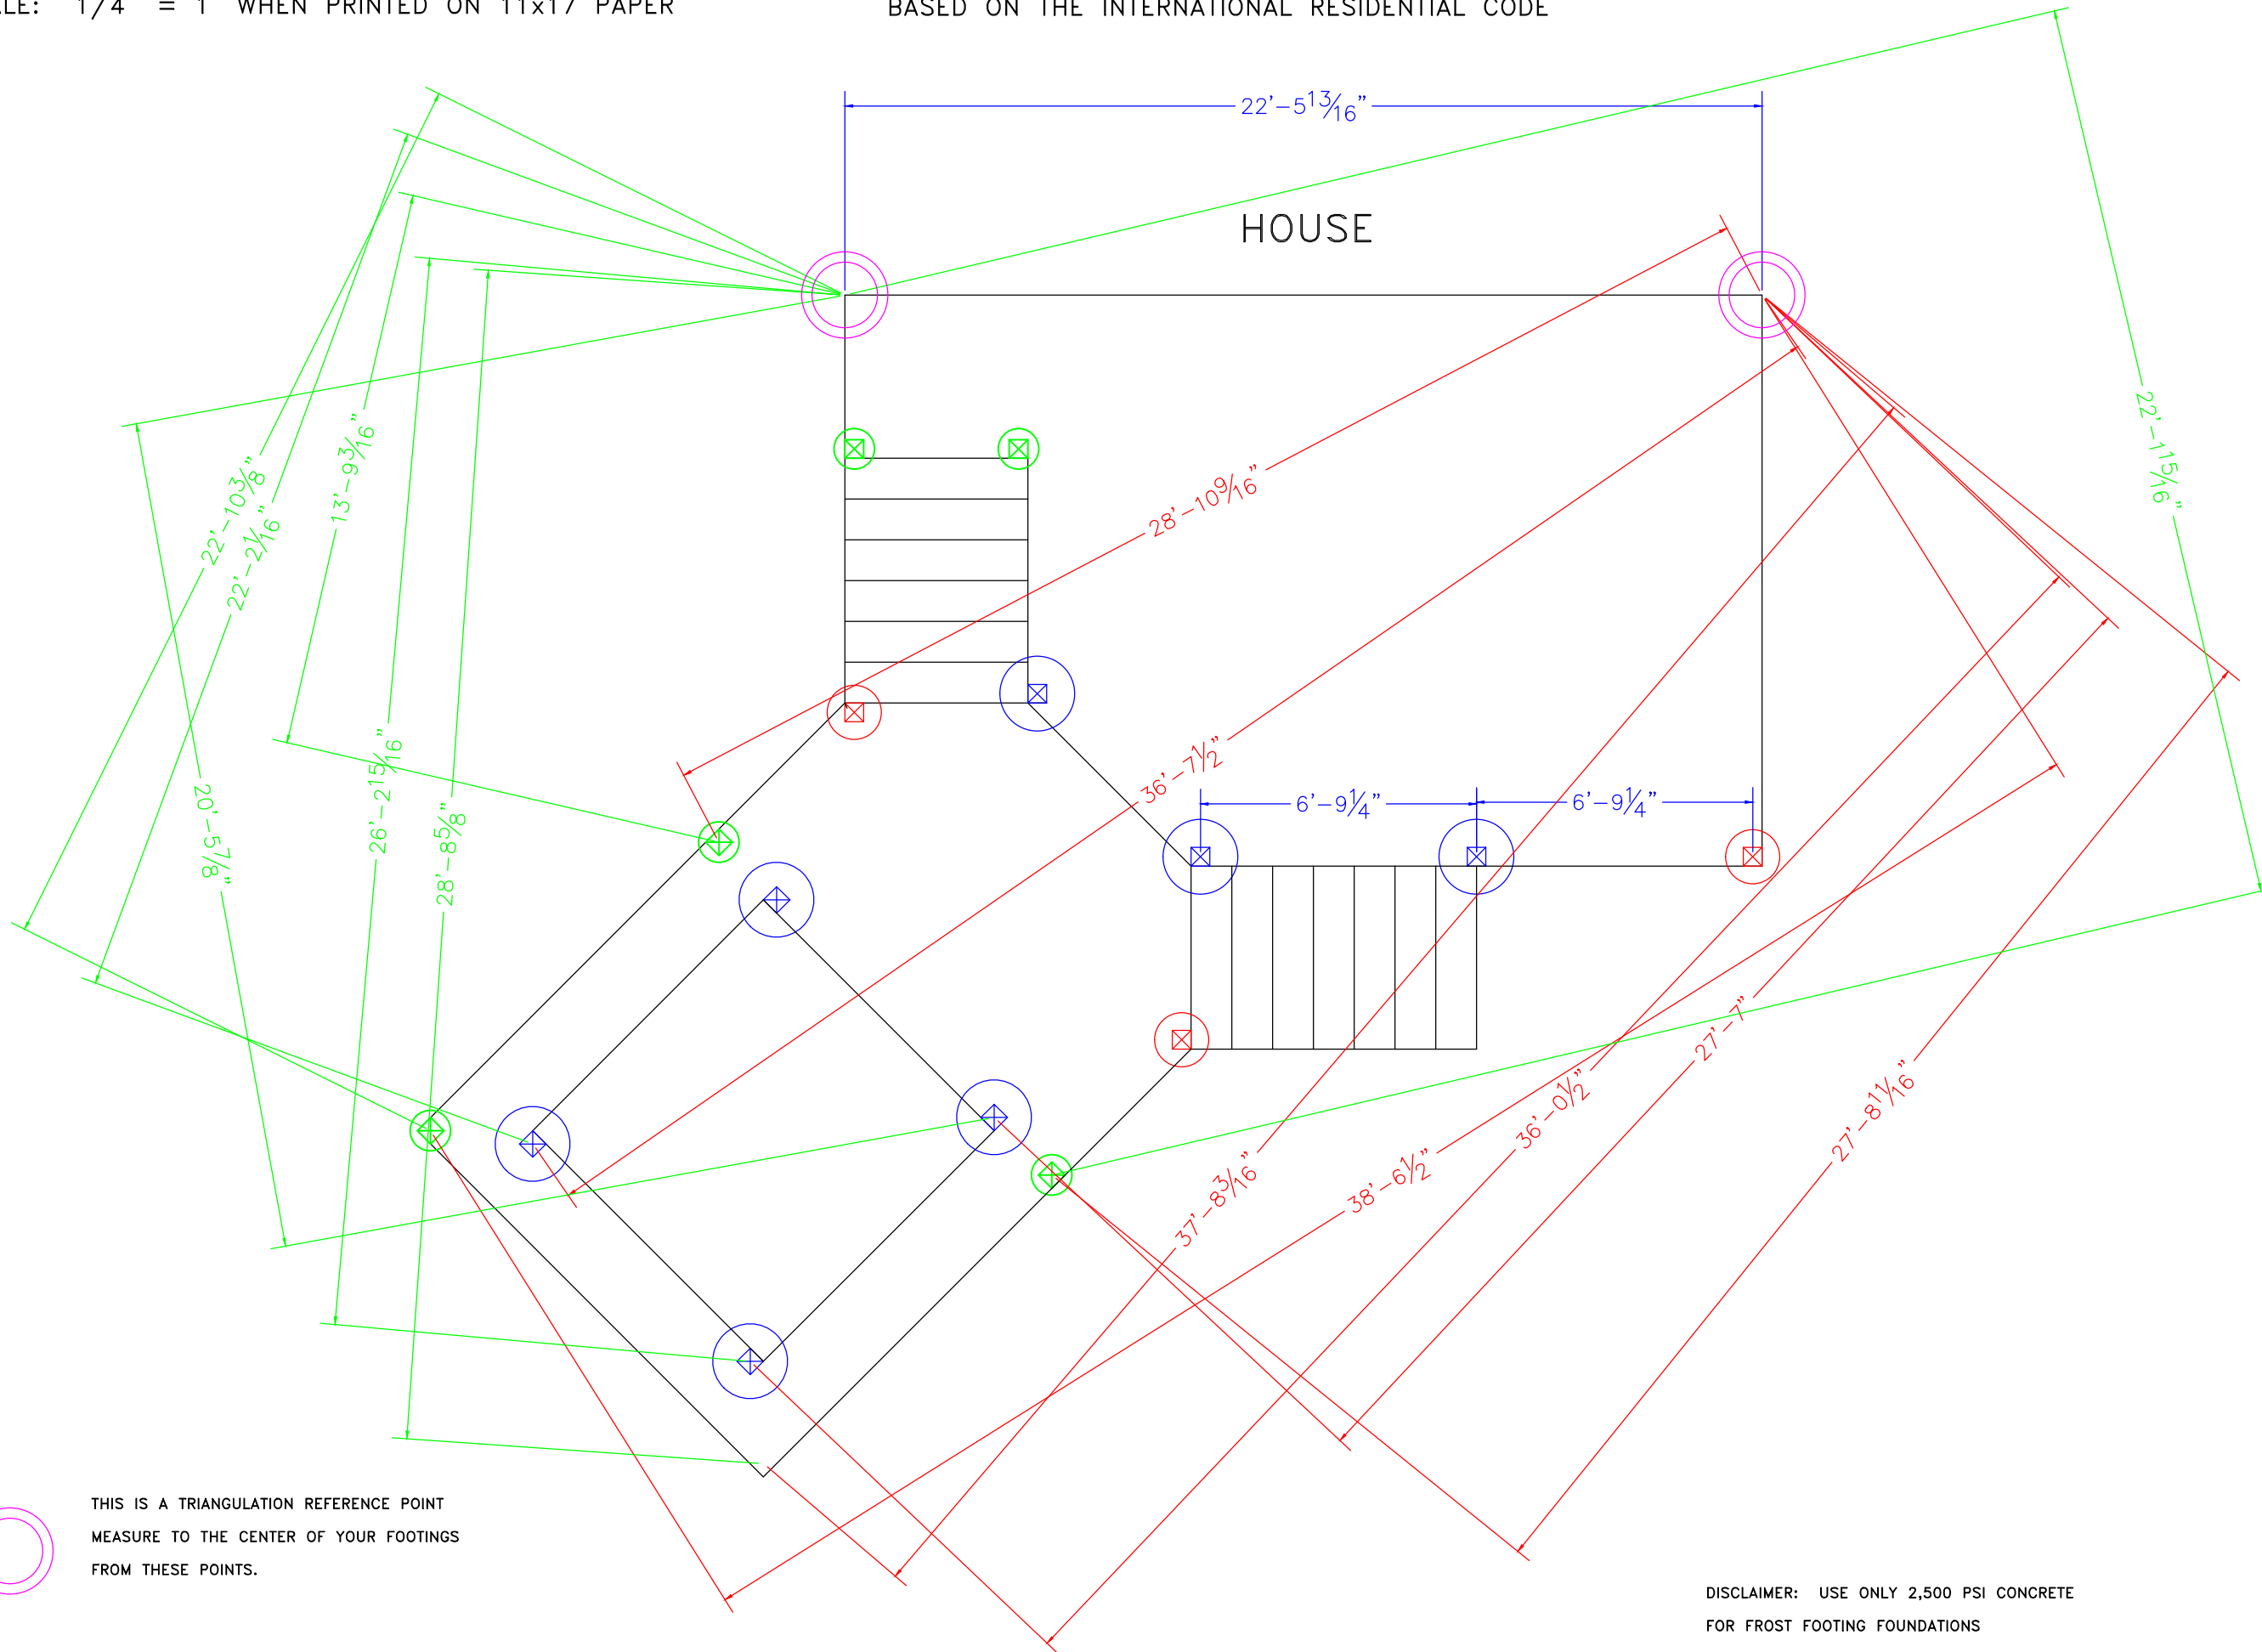 1/4 = 1 WHEN PRINTED ON 11x17 PAPER
BASED ON THE INTERNATIONAL RESIDENTIAL CODE
22'-5 13/16"
HOUSE
22'-11 5/16"
13'-9 3/16"
22'-10 3/8"
22'-2 1/16"
28'-10 9/16"
20'-5 7/8"
26'-2 15/16"
28'-8 5/8"
36'-7 1/2"
6'-9 1/4"
6'-9 1/4"
27'-7"
36'-0 1/2"
27'-8 11/16"
38'-6 1/2"
37'-8 3/16"
THIS IS A TRIANGULATION REFERENCE POINT
MEASURE TO THE CENTER OF YOUR FOOTINGS
FROM THESE POINTS.
DISCLAIMER: USE ONLY 2,500 PSI CONCRETE
FOR FROST FOOTING FOUNDATIONS